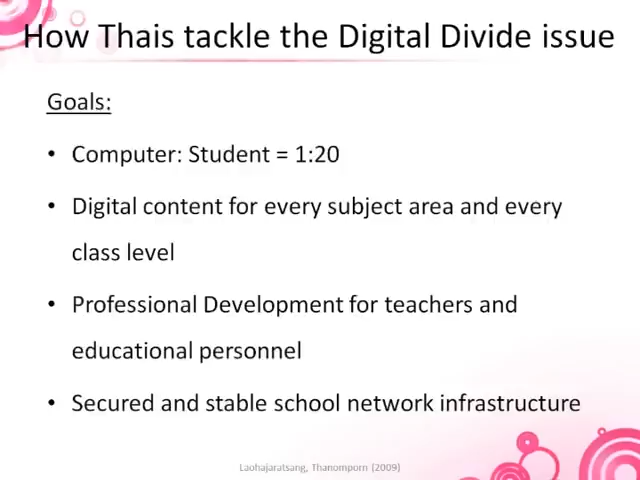 How Thais tackle the Digital Divide issue
Goals:
• Computer: Student = 1:20
• Digital content for every subject area and every
class level
• Professional Development for teachers and
educational personnel
• Secured and stable school network infrastructure
Laohajaratsang, Thanomporn (2009)